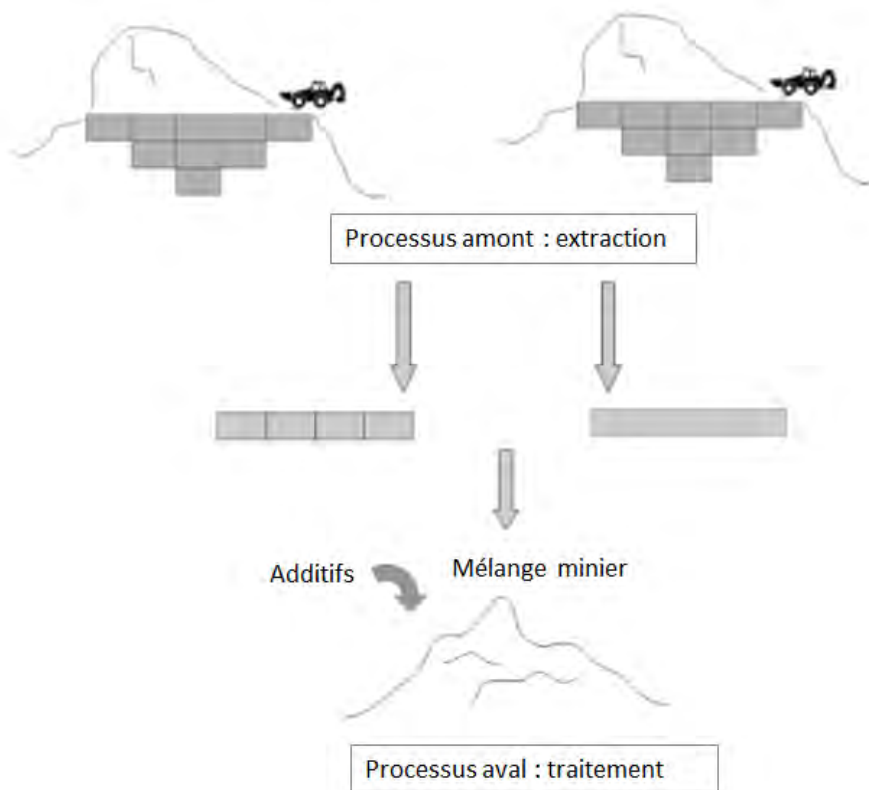 Processus amont : extraction
Additifs
Mélange minier
Processus aval : traitement